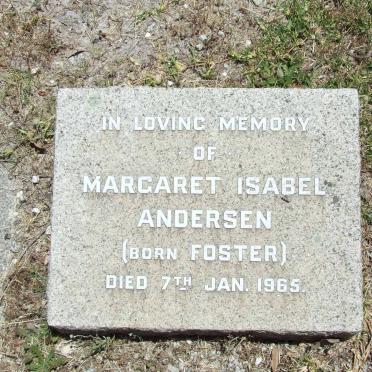 IN LOVING MEMORY
OF
MARGARET ISABEL
ANDERSEN
(BORN FOSTER)
DIED 7TH JAN. 1965.